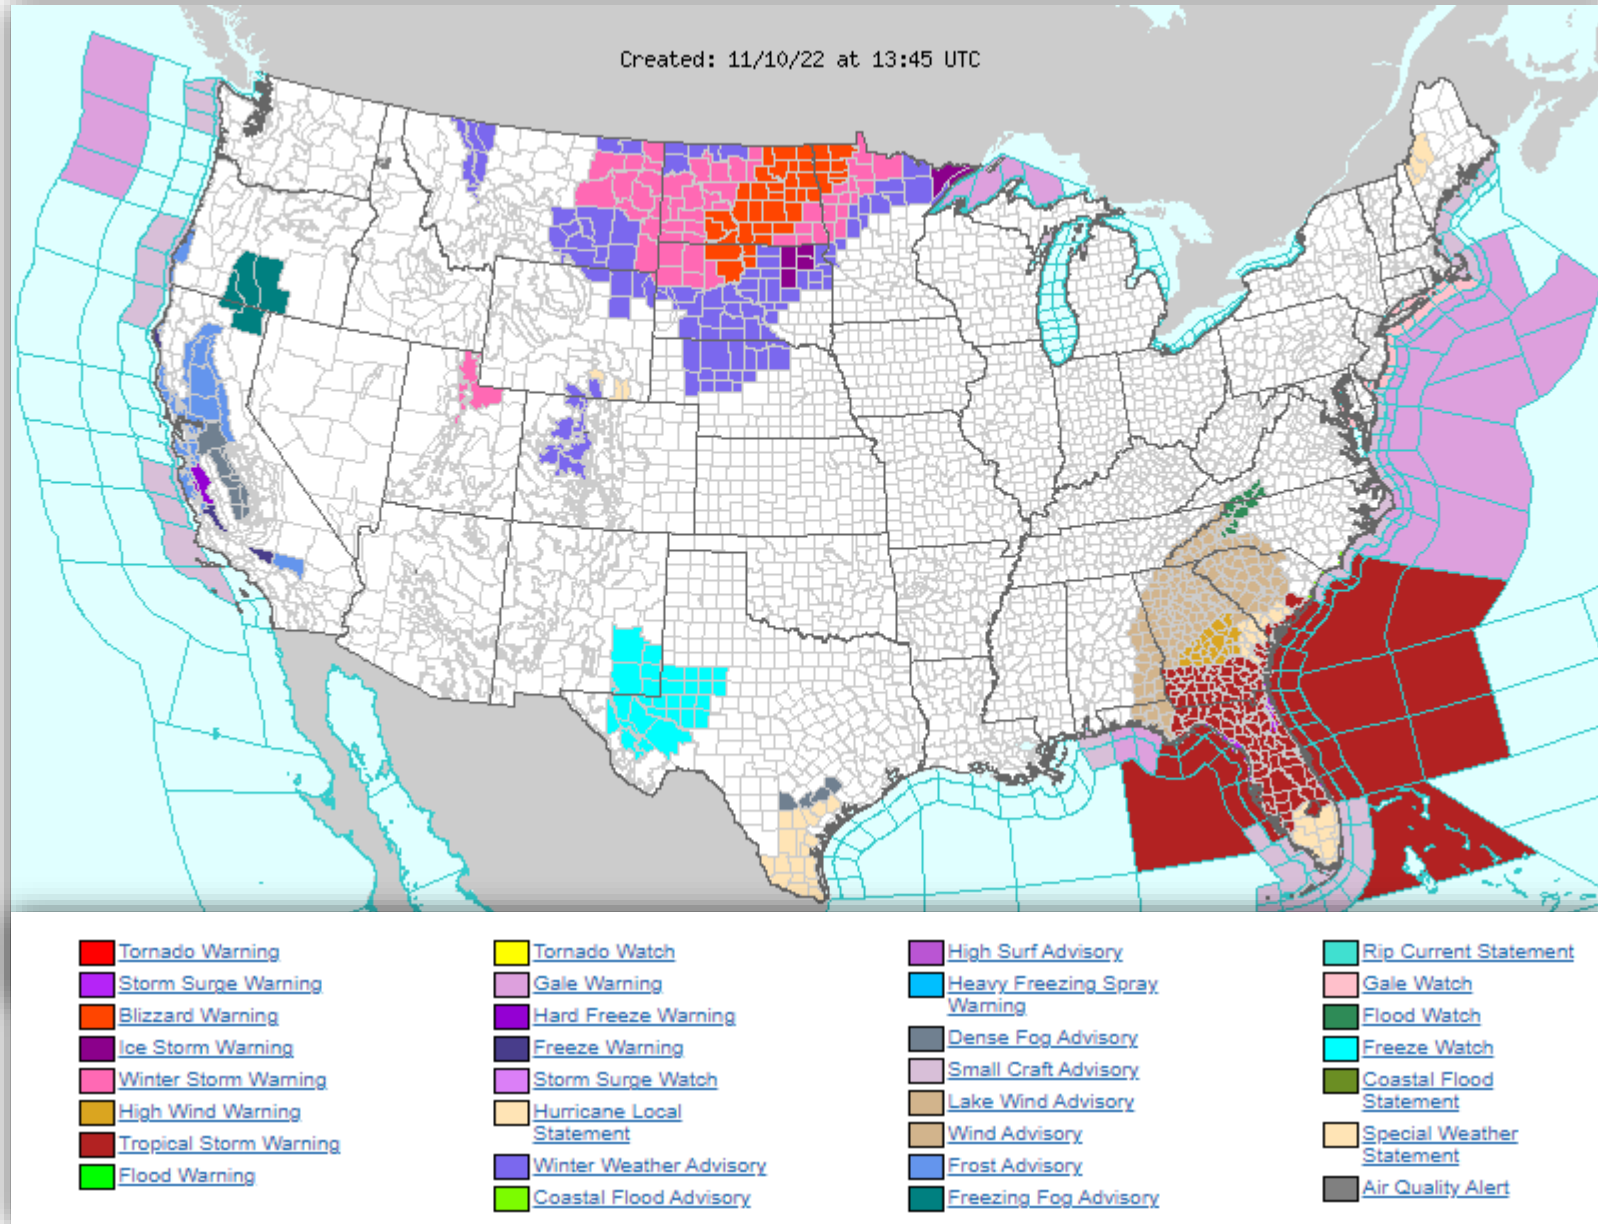 Created: 11/10/22 at 13:45 UTC
Tornado Warning
Storm Surge Warning
Blizzard Warning
Ice Storm Warning
Winter Storm Warning
High Wind Warning
Tropical Storm Warning
Flood Warning
Tornado Watch
Gale Warning
Hard Freeze Warning
Freeze Warning
Storm Surge Watch
Hurricane Local
Statement
Winter Weather Advisory
Coastal Flood Advisory
High Surf Advisory
Heavy Freezing Spray
Warning
Dense Fog Advisory
Small Craft Advisory
Lake Wind Advisory
Wind Advisory
Frost Advisory
Freezing Fog Advisory
Rip Current Statement
Gale Watch
Flood Watch
Freeze Watch
Coastal Flood
Statement
Special Weather
Statement
Air Quality Alert